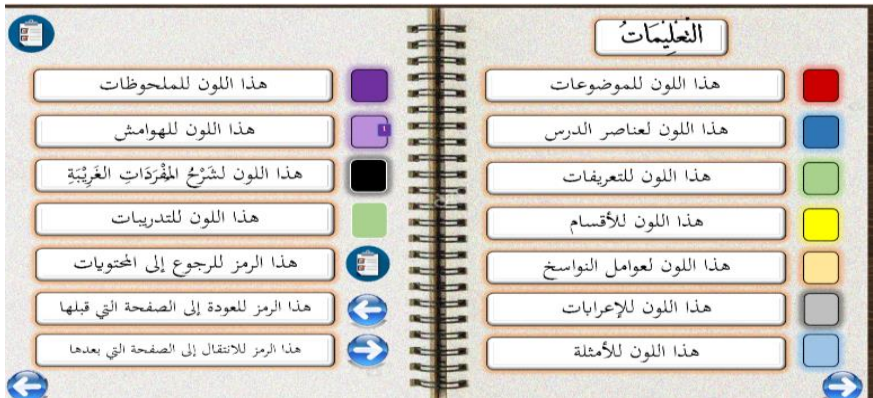 التَّعْلِيمَاتُ
هذا اللون للموضوعات
هذا اللون لعناصر الدرس
هذا اللون للتعريفات
هذا اللون للأقسام
هذا اللون لعوامل النواسخ
هذا اللون للإعرابات
هذا اللون للأمثلة
هذا اللون للملحوظات
هذا اللون للهوامش
١
هذا اللون لشَرْحُ المُفْرَدَاتِ الغَرِيْبَةِ
هذا اللون للتدريبات
هذا الرمز للرجوع إلى المحتويات
هذا الرمز للعودة إلى الصفحة التي قبلها
هذا الرمز للانتقال إلى الصفحة التي بعدها